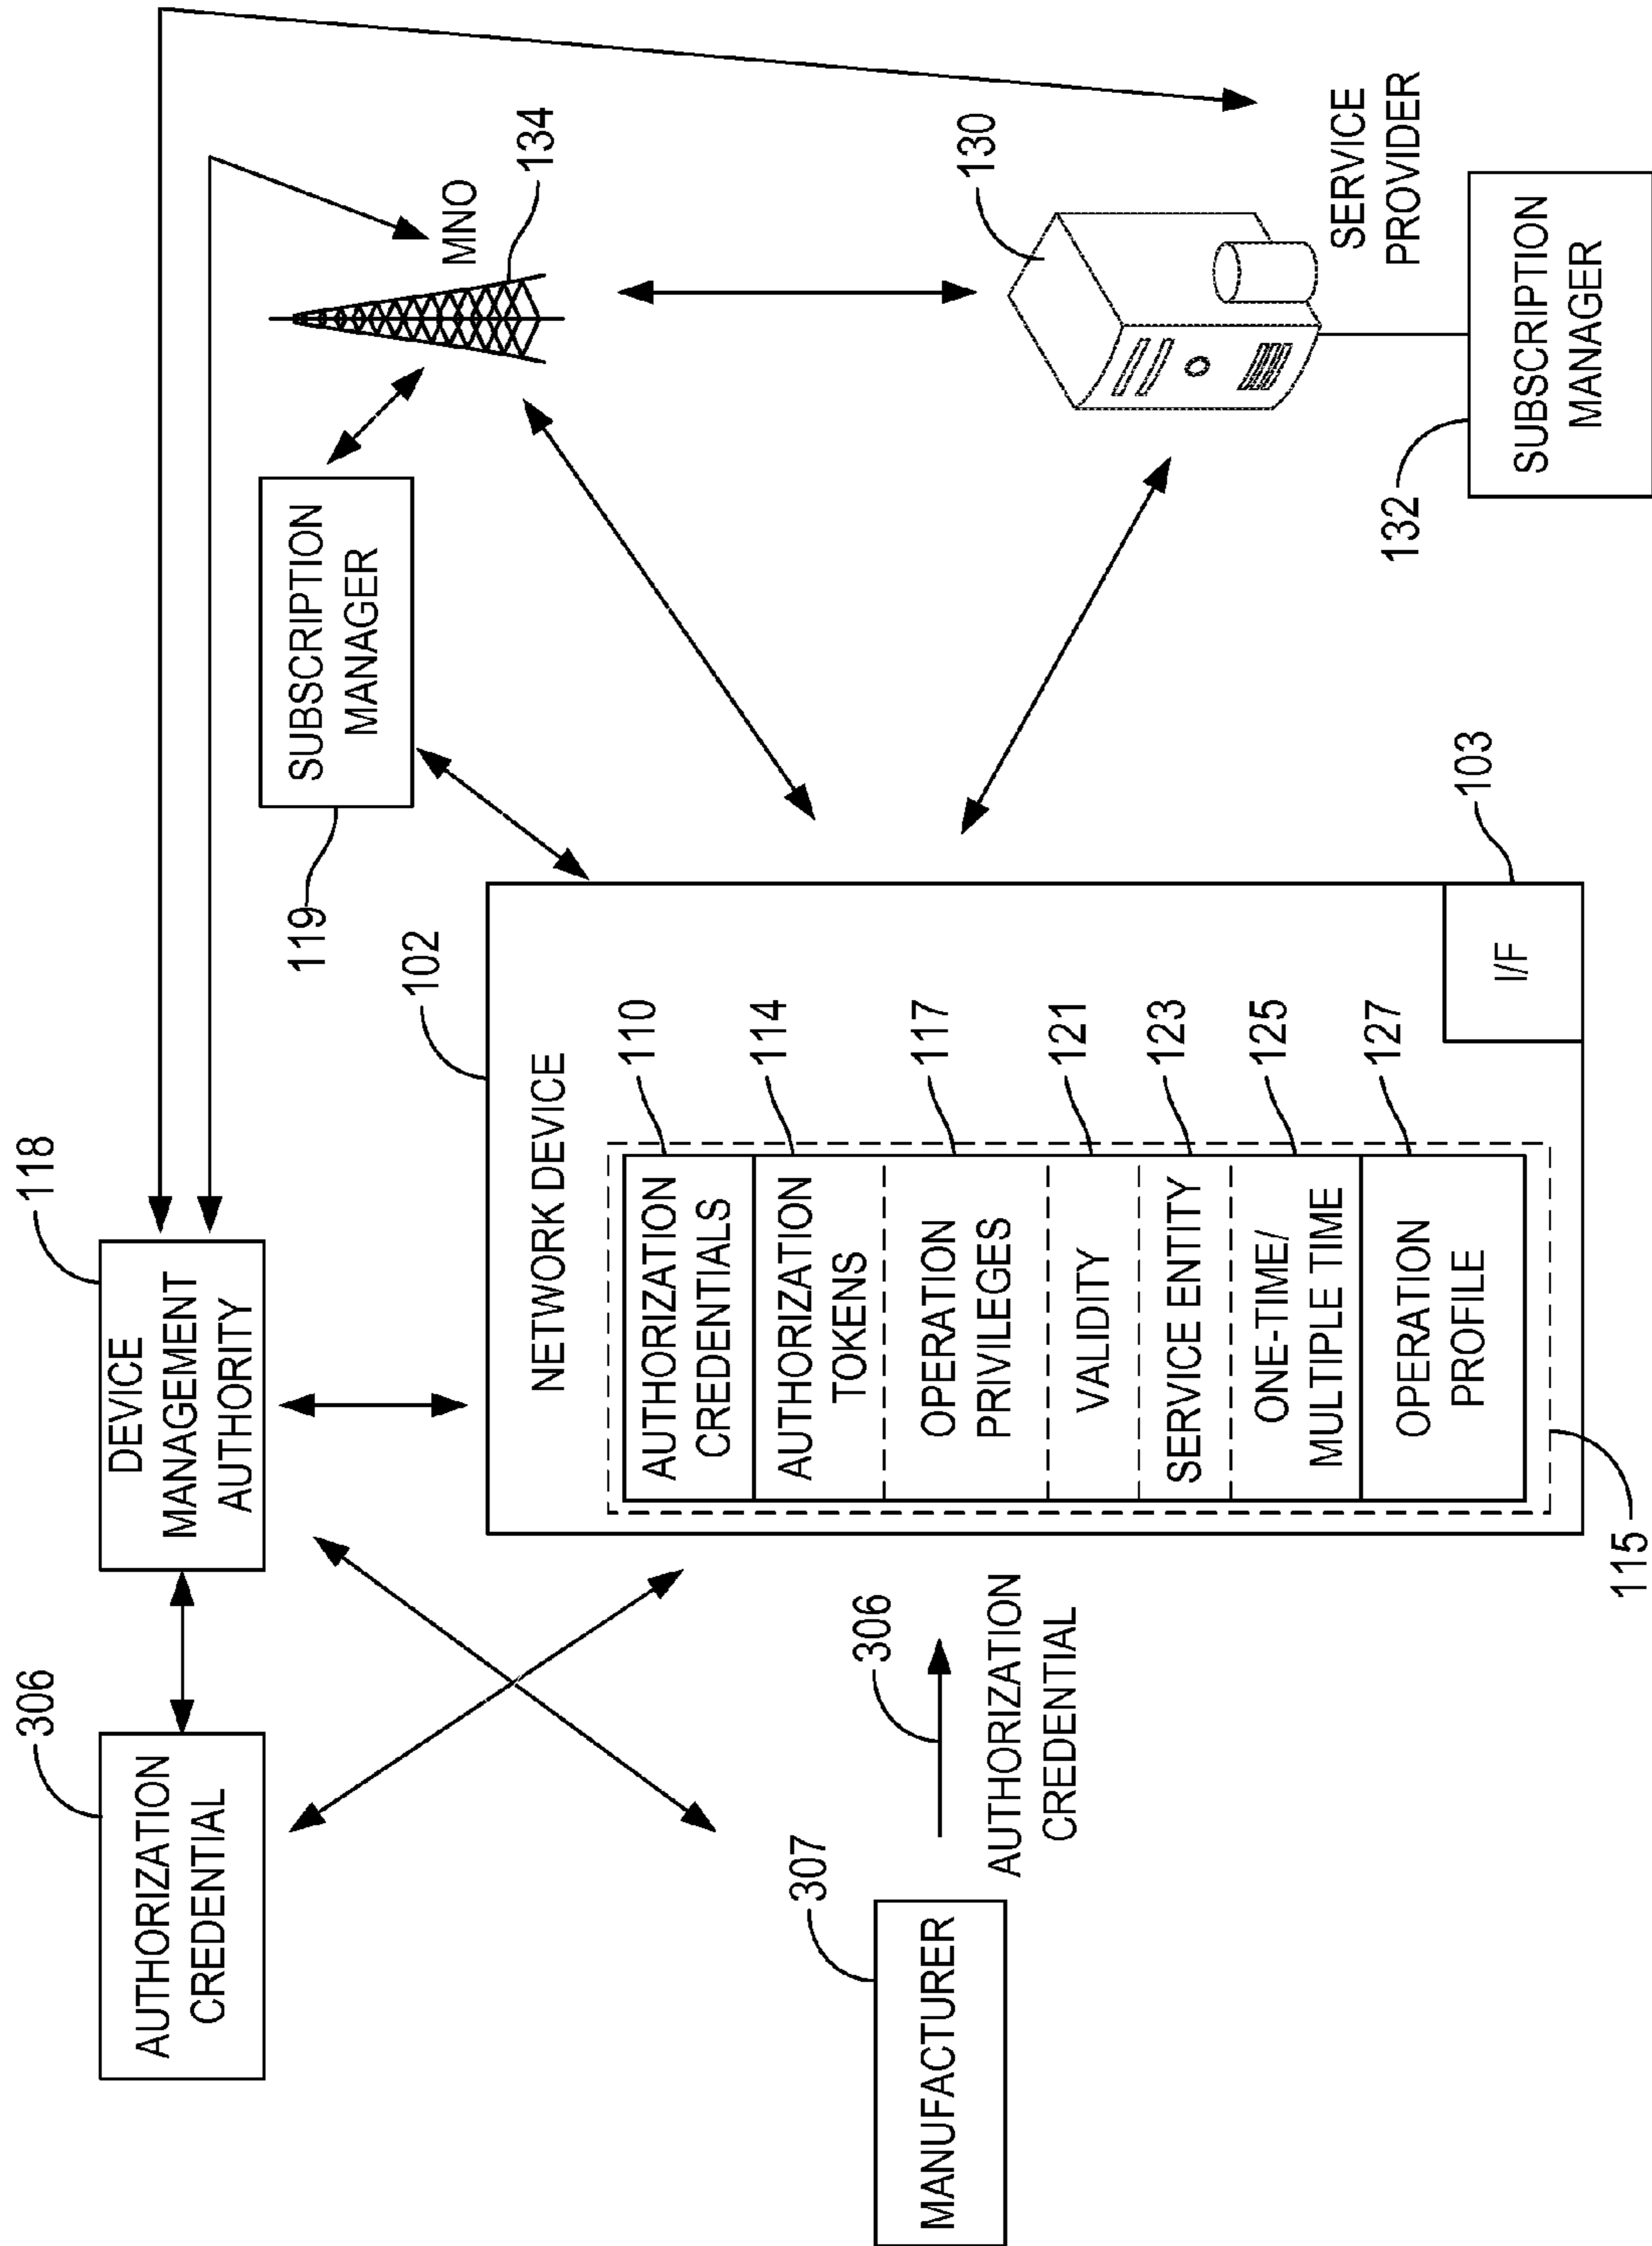 306
AUTHORIZATION
CREDENTIAL
118
DEVICE
MANAGEMENT
AUTHORITY
119
SUBSCRIPTION
MANAGER
MNO
134
102
NETWORK DEVICE
AUTHORIZATION
CREDENTIALS
110
AUTHORIZATION
TOKENS
114
OPERATION
PRIVILEGES
117
VALIDITY
121
SERVICE ENTITY
123
ONE-TIME/
MULTIPLE TIME
125
OPERATION
PROFILE
127
115
I/F
103
307
MANUFACTURER
306
AUTHORIZATION
CREDENTIAL
130
SERVICE
PROVIDER
132
SUBSCRIPTION
MANAGER